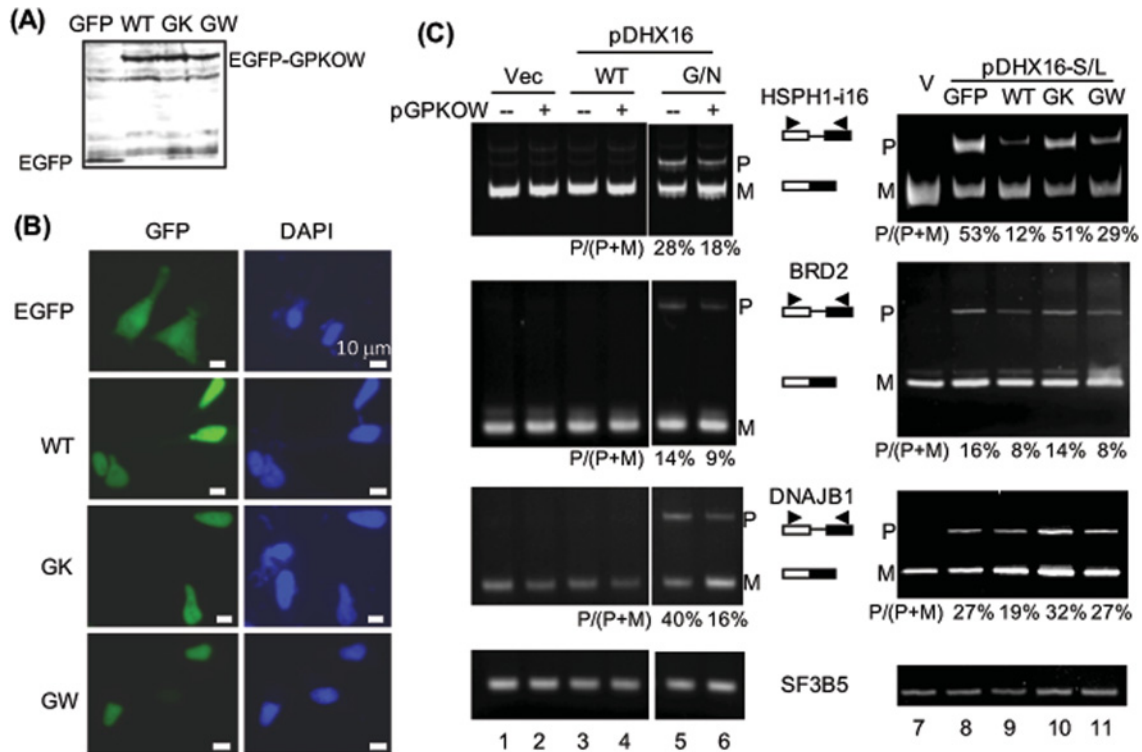 (A)
GFP WT GK GW
EGFP-GPKOW
EGFP
(B)
GFP DAPI
EGFP
10 µm
WT
GK
GW
(C)
pDHX16
Vec WT G/N
pGPKOW -- + -- + -- +
HSPH1-i16
P
M
P/(P+M) 28% 18%
BRD2
P
M
P/(P+M) 14% 9%
DNAJB1
P
M
P/(P+M) 40% 16%
SF3B5
1 2 3 4 5 6
pDHX16-S/L
V GFP WT GK GW
P
M
P/(P+M) 53% 12% 51% 29%
P
M
P/(P+M) 16% 8% 14% 8%
P
M
P/(P+M) 27% 19% 32% 27%
7 8 9 10 11